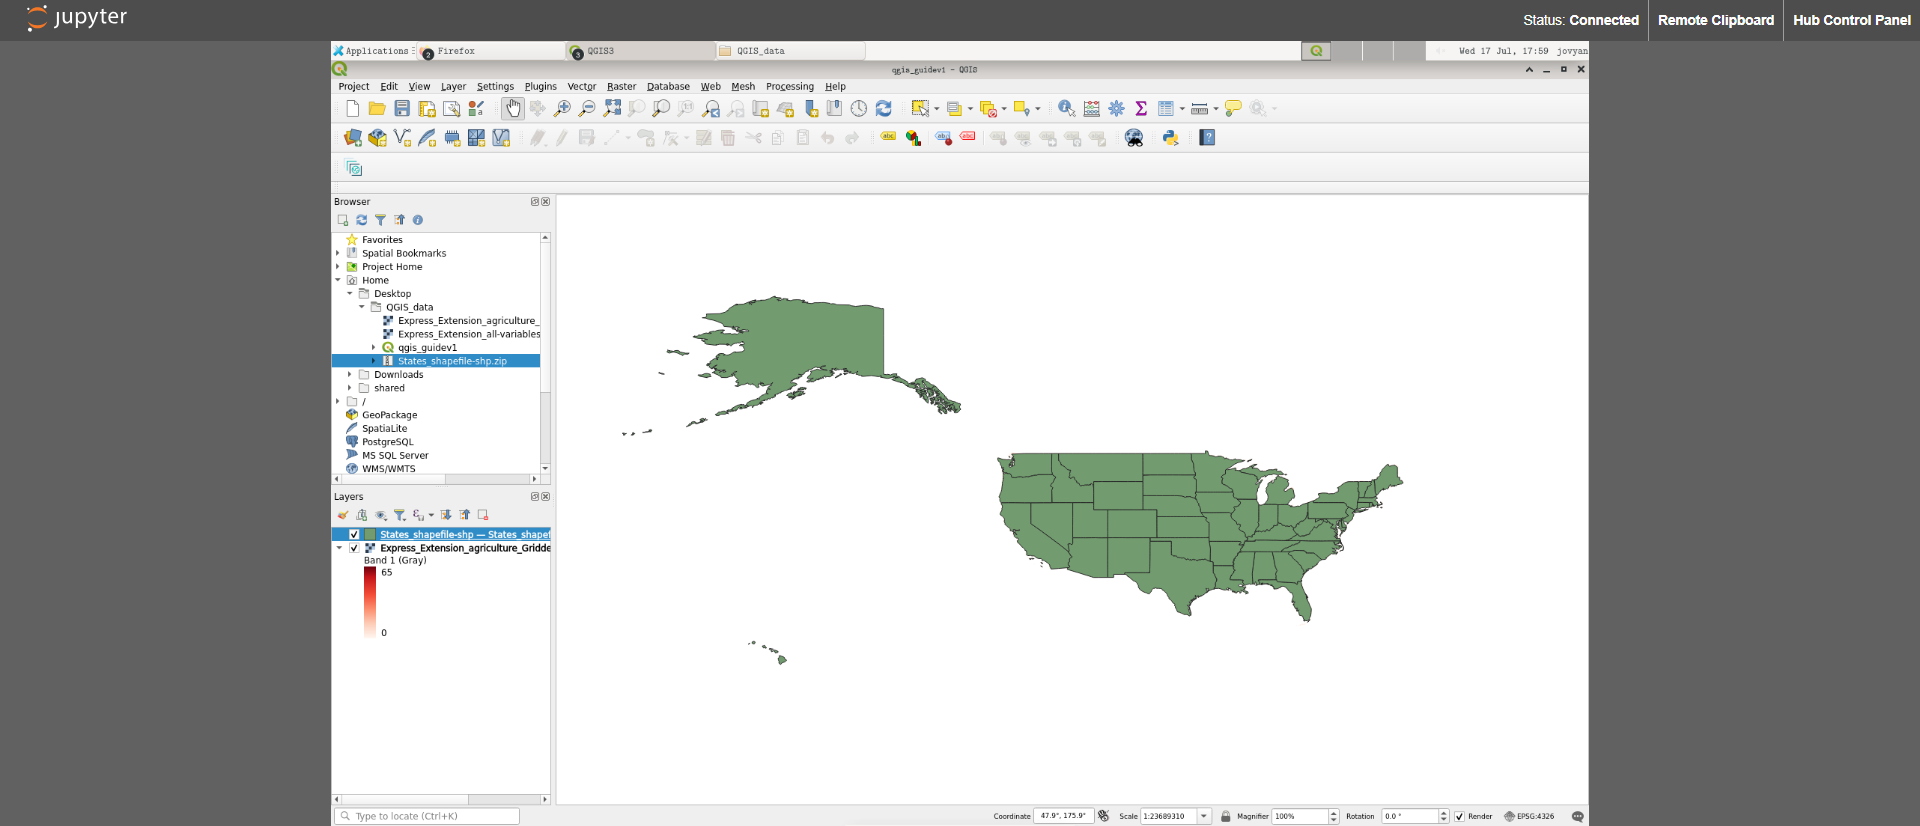 jupyter
Status: Connected
Remote Clipboard
Hub Control Panel
Applications
2 Firefox
3 QGIS3
QGIS_data
Wed 17 Jul, 17:59 jovyan
qgis_guidev1 - QGIS
Project Edit View Layer Settings Plugins Vector Raster Database Web Mesh Processing Help
Browser
Favorites
Spatial Bookmarks
Project Home
Home
Desktop
QGIS_data
Express_Extension_agriculture_
Express_Extension_all-variables
qgis_guidev1
States_shapefile-shp.zip
Downloads
shared
/
GeoPackage
SpatiaLite
PostgreSQL
MS SQL Server
WMS/WMTS
Layers
States_shapefile-shp — States_shapef
Express_Extension_agriculture_Gridde
Band 1 (Gray)
65
0
Type to locate (Ctrl+K)
Coordinate 47.9°, 175.9° Scale 1:23689310 Magnifier 100% Rotation 0.0 ° Render EPSG:4326